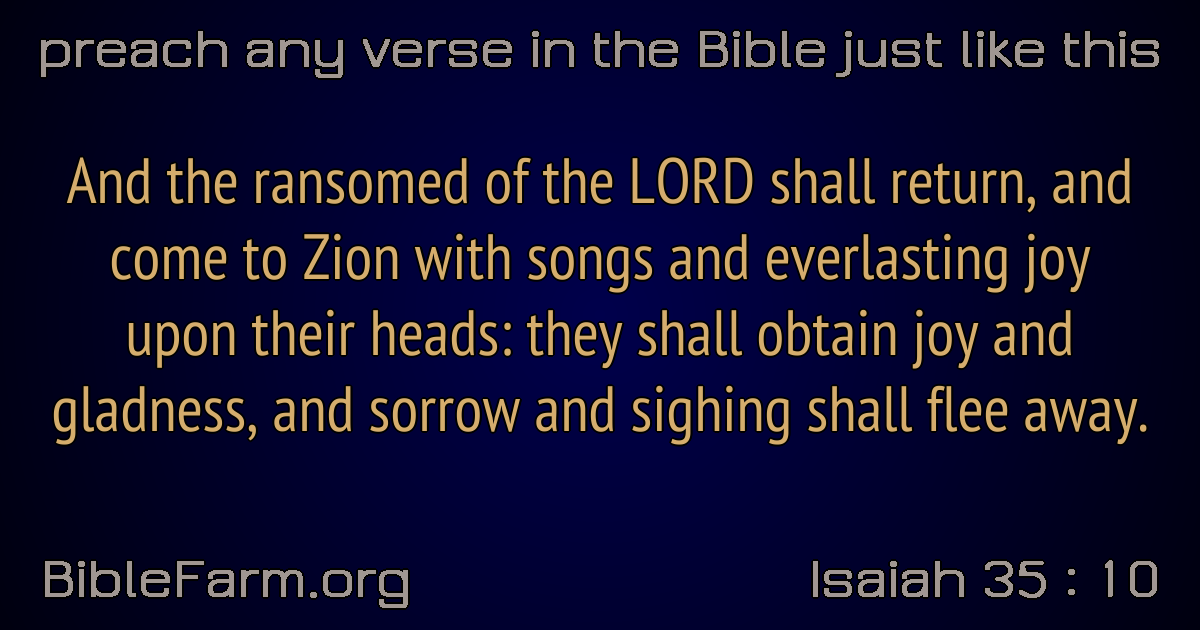 preach any verse in the Bible just like this
And the ransomed of the LORD shall return, and
come to Zion with songs and everlasting joy
upon their heads: they shall obtain joy and
gladness, and sorrow and sighing shall flee away.
BibleFarm.org
Isaiah 35 : 10